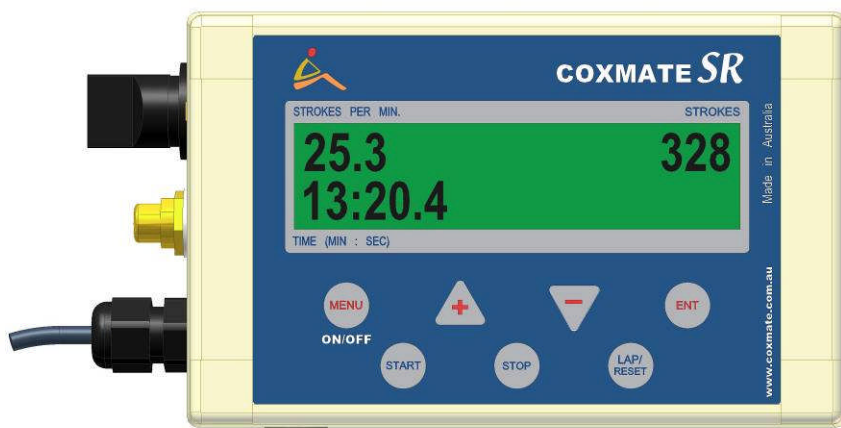 COXMATE SR
STROKES PER MIN. STROKES
25.3 328
13:20.4
TIME (MIN : SEC)
MENU + − ENT
ON/OFF
START STOP LAP/
RESET
Made in Australia
www.coxmate.com.au